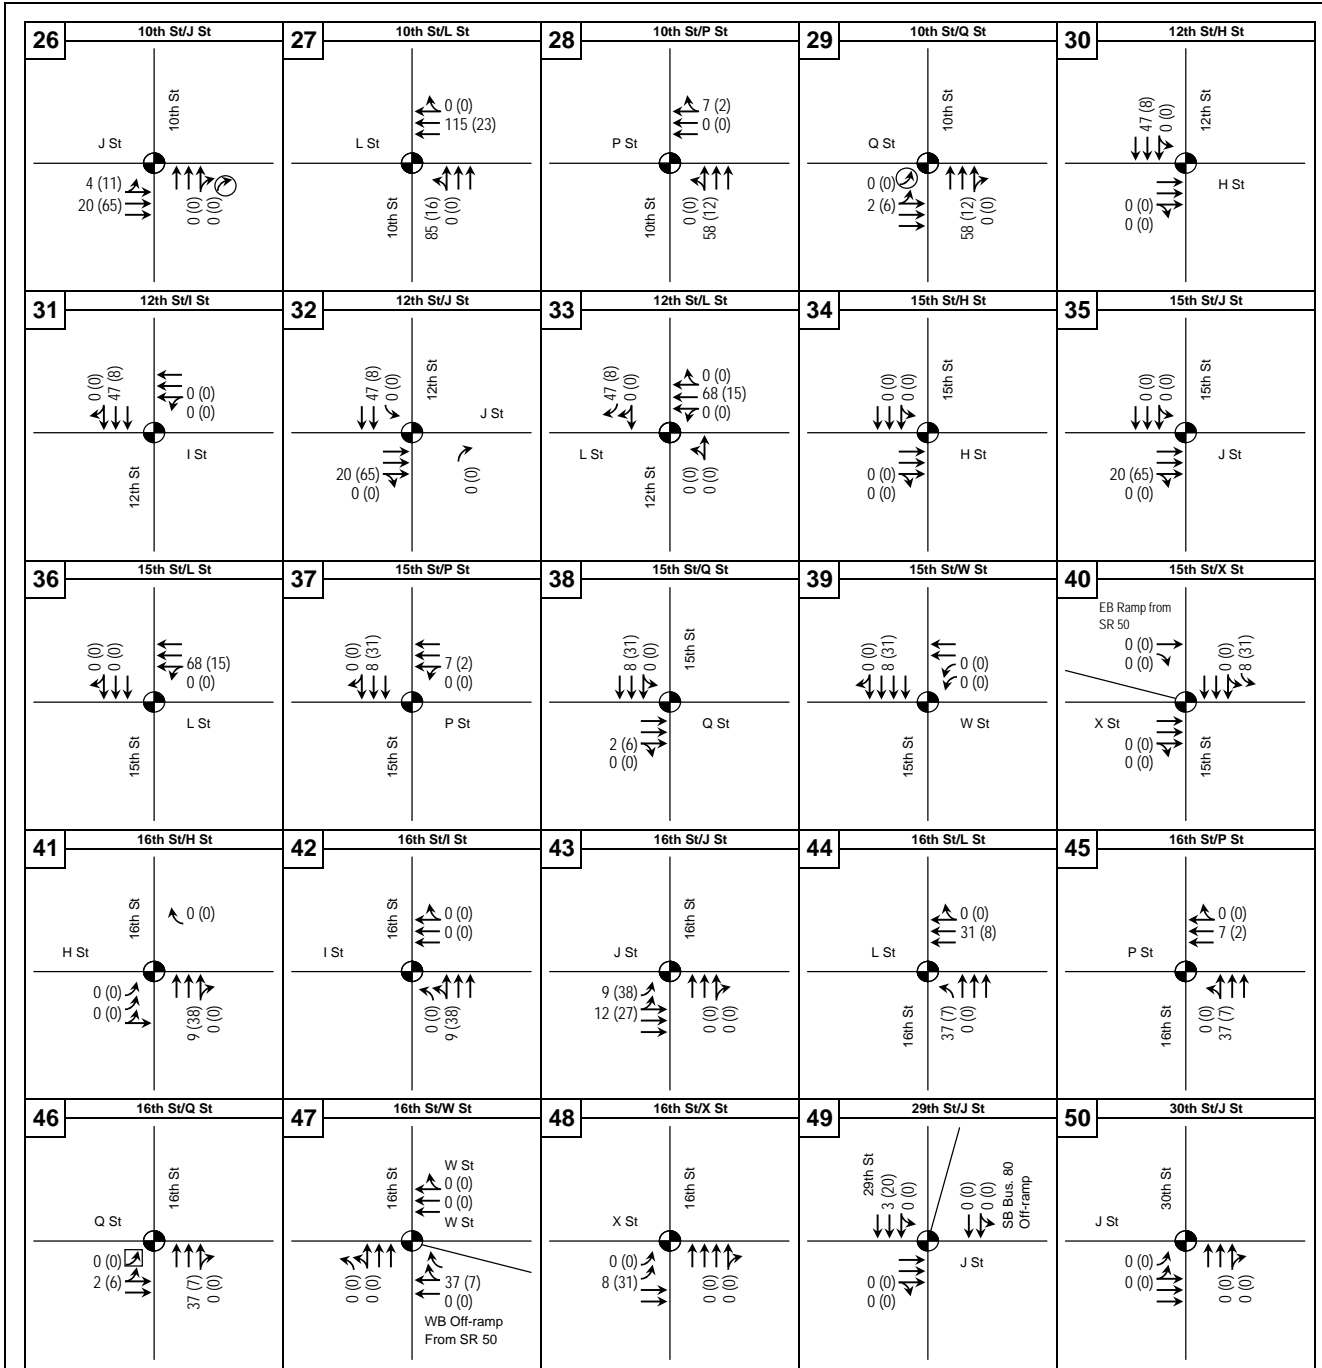 26
10th St/J St
10th St
J St
4 (11)
20 (65)
0 (0)
0 (0)
27
10th St/L St
0 (0)
115 (23)
L St
10th St
85 (16)
0 (0)
28
10th St/P St
7 (2)
0 (0)
P St
10th St
0 (0)
58 (12)
29
10th St/Q St
10th St
Q St
0 (0)
2 (6)
58 (12)
0 (0)
30
12th St/H St
47 (8)
0 (0)
12th St
H St
0 (0)
0 (0)
31
12th St/I St
0 (0)
47 (8)
0 (0)
0 (0)
I St
12th St
32
12th St/J St
47 (8)
0 (0)
12th St
J St
20 (65)
0 (0)
0 (0)
33
12th St/L St
47 (8)
0 (0)
0 (0)
68 (15)
0 (0)
L St
12th St
0 (0)
0 (0)
34
15th St/H St
0 (0)
0 (0)
15th St
H St
0 (0)
0 (0)
35
15th St/J St
0 (0)
0 (0)
15th St
J St
20 (65)
0 (0)
36
15th St/L St
0 (0)
0 (0)
68 (15)
0 (0)
L St
15th St
37
15th St/P St
0 (0)
8 (31)
7 (2)
0 (0)
P St
15th St
38
15th St/Q St
8 (31)
0 (0)
15th St
Q St
2 (6)
0 (0)
39
15th St/W St
0 (0)
8 (31)
0 (0)
0 (0)
W St
15th St
40
15th St/X St
EB Ramp from
SR 50
0 (0)
0 (0)
0 (0)
8 (31)
X St
0 (0)
0 (0)
15th St
41
16th St/H St
16th St
0 (0)
H St
0 (0)
0 (0)
9 (38)
0 (0)
42
16th St/I St
16th St
0 (0)
0 (0)
I St
0 (0)
9 (38)
43
16th St/J St
16th St
J St
9 (38)
12 (27)
0 (0)
0 (0)
44
16th St/L St
0 (0)
31 (8)
L St
16th St
37 (7)
0 (0)
45
16th St/P St
0 (0)
7 (2)
P St
16th St
0 (0)
37 (7)
46
16th St/Q St
16th St
Q St
0 (0)
2 (6)
37 (7)
0 (0)
47
16th St/W St
16th St
W St
0 (0)
0 (0)
W St
0 (0)
0 (0)
37 (7)
0 (0)
WB Off-ramp
From SR 50
48
16th St/X St
16th St
X St
0 (0)
8 (31)
0 (0)
0 (0)
49
29th St/J St
29th St
3 (20)
0 (0)
0 (0)
0 (0)
SB Bus. 80
Off-ramp
J St
0 (0)
0 (0)
50
30th St/J St
30th St
J St
0 (0)
0 (0)
0 (0)
0 (0)